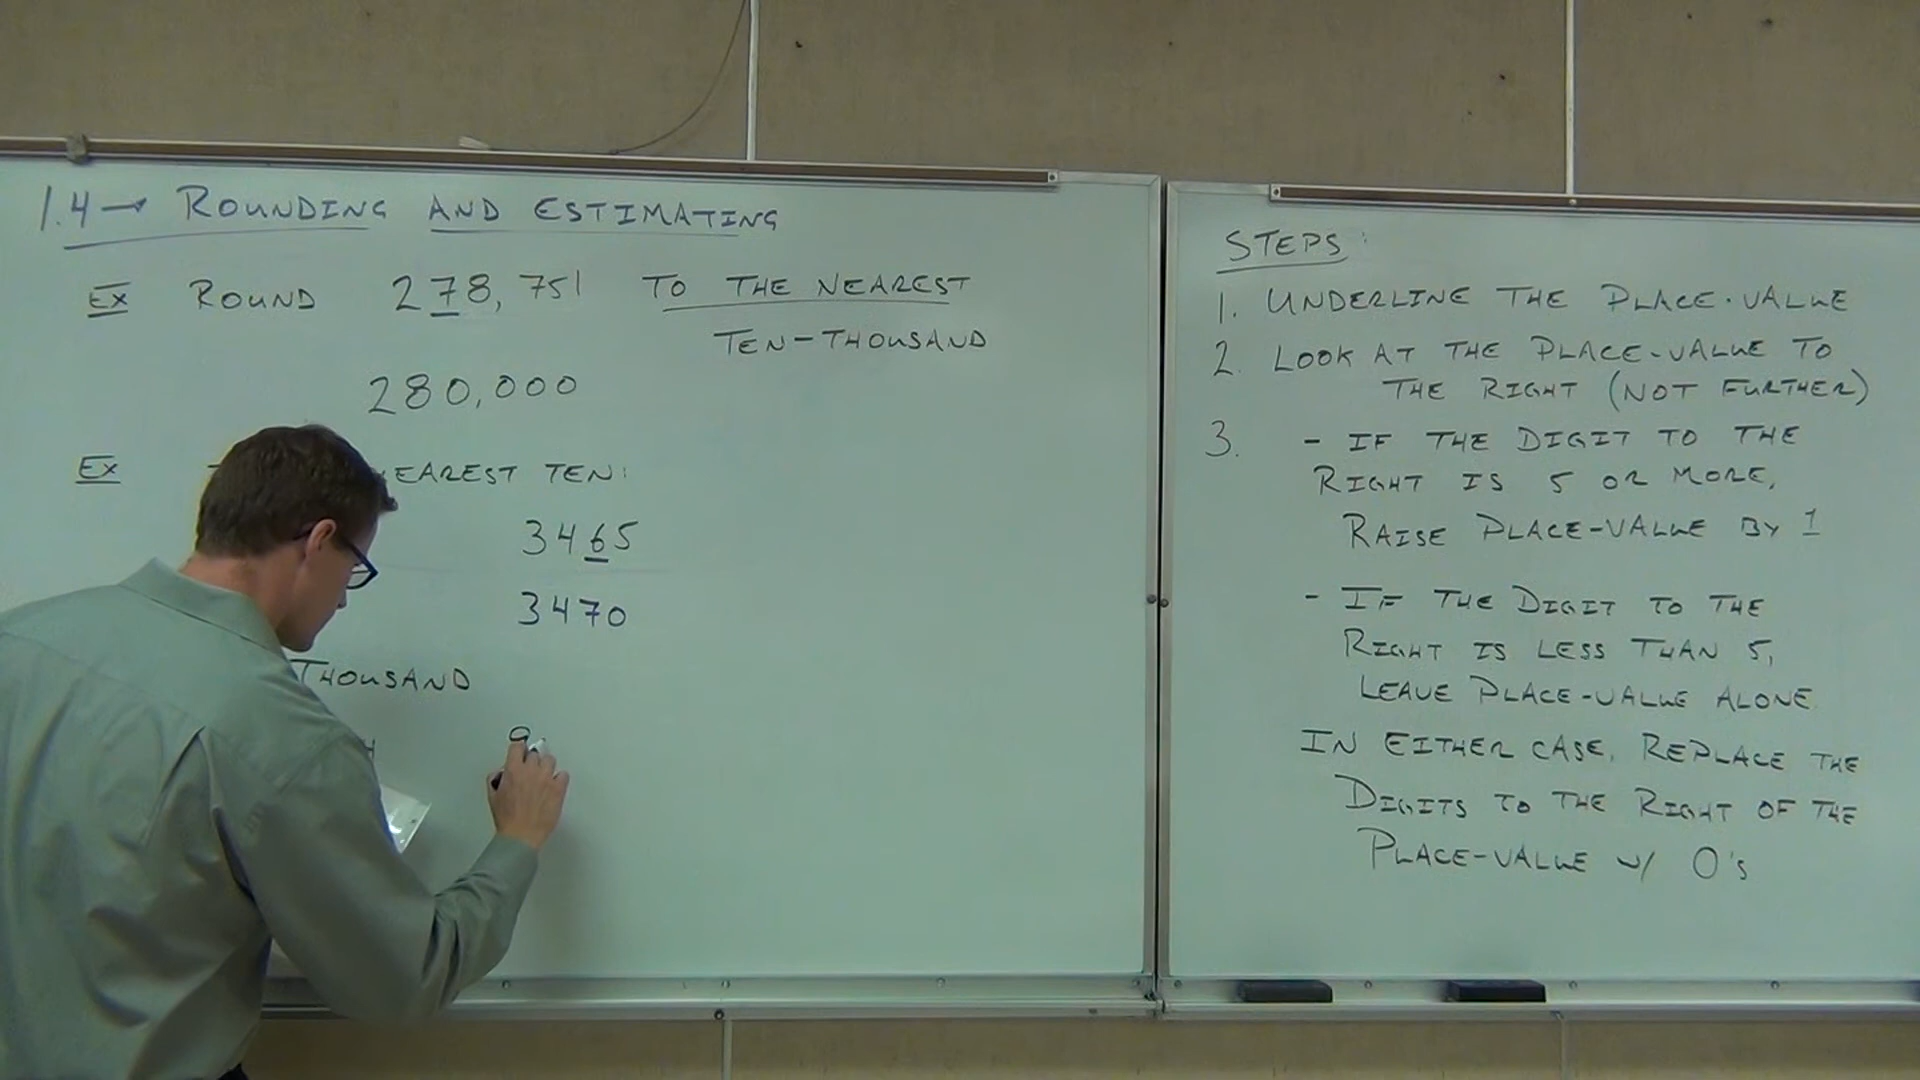 1.4 → ROUNDING AND ESTIMATING
EX ROUND 278,751 TO THE NEAREST
TEN-THOUSAND
280,000
EX EAREST TEN:
3465
3470
THOUSAND
STEPS:
1. UNDERLINE THE PLACE-VALUE
2. LOOK AT THE PLACE-VALUE TO
THE RIGHT (NOT FURTHER)
3. - IF THE DIGIT TO THE
RIGHT IS 5 OR MORE,
RAISE PLACE-VALUE BY 1
- IF THE DIGIT TO THE
RIGHT IS LESS THAN 5,
LEAVE PLACE-VALUE ALONE.
IN EITHER CASE, REPLACE THE
DIGITS TO THE RIGHT OF THE
PLACE-VALUE W/ 0's